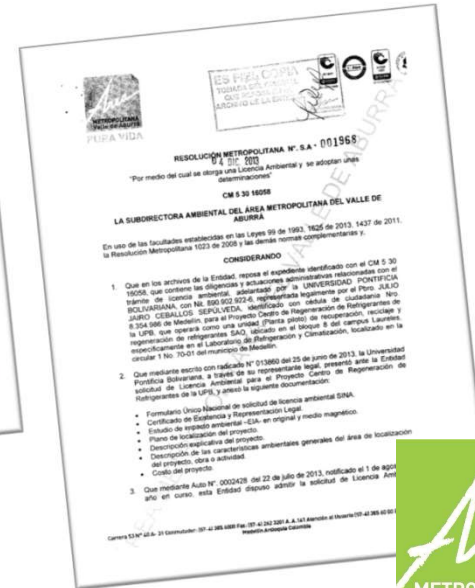 METROPOLITANA
Valle de Aburrá
PURA VIDA
ES FIEL COPIA
RESOLUCIÓN METROPOLITANA N°. S.A - 001968
04 DIC. 2013
"Por medio del cual se otorga una Licencia Ambiental y se adoptan unas
determinaciones"
CM 5 30 16058
LA SUBDIRECTORA AMBIENTAL DEL ÁREA METROPOLITANA DEL VALLE DE
ABURRÁ
En uso de las facultades establecidas en las Leyes 99 de 1993, 1625 de 2013, 1437 de 2011,
la Resolución Metropolitana 1023 de 2008 y las demás normas complementarias y,
CONSIDERANDO
1. Que en los archivos de la Entidad, reposa el expediente identificado con el CM 5 30
16058, que contiene las diligencias y actuaciones administrativas relacionadas con el
trámite de licencia ambiental, adelantado por la UNIVERSIDAD PONTIFICIA
BOLIVARIANA, con Nit. 890.902.922-6, representada legalmente por el Pbro. JULIO
JAIRO CEBALLOS SEPÚLVEDA, identificado con cédula de ciudadanía Nro.
8.354.986 de Medellín, para el Proyecto Centro de Regeneración de Refrigerantes de
la UPB, que operará como una unidad (Planta piloto) de recuperación, reciclaje y
regeneración de refrigerantes SAO, ubicado en el bloque 8 del campus Laureles,
específicamente en el Laboratorio de Refrigeración y Climatización, localizado en la
circular 1 No. 70-01 del municipio de Medellín.
2. Que mediante escrito con radicado N° 013860 del 25 de junio de 2013, la Universidad
Pontificia Bolivariana, a través de su representante legal, presentó ante la Entidad
solicitud de Licencia Ambiental para el Proyecto Centro de Regeneración de
Refrigerantes de la UPB, y anexó la siguiente documentación:
• Formulario Único Nacional de solicitud de licencia ambiental SINA.
• Certificado de Existencia y Representación Legal.
• Estudio de impacto ambiental –EIA- en original y medio magnético.
• Plano de localización del proyecto.
• Descripción explicativa del proyecto.
• Descripción de las características ambientales generales del área de localización
del proyecto, obra o actividad.
• Costo del proyecto.
3. Que mediante Auto N°. 0002428 del 22 de julio de 2013, notificado el 1 de agos
año en curso, esta Entidad dispuso admitir la solicitud de Licencia Am
Medellín Antioquia Colombia
METRO